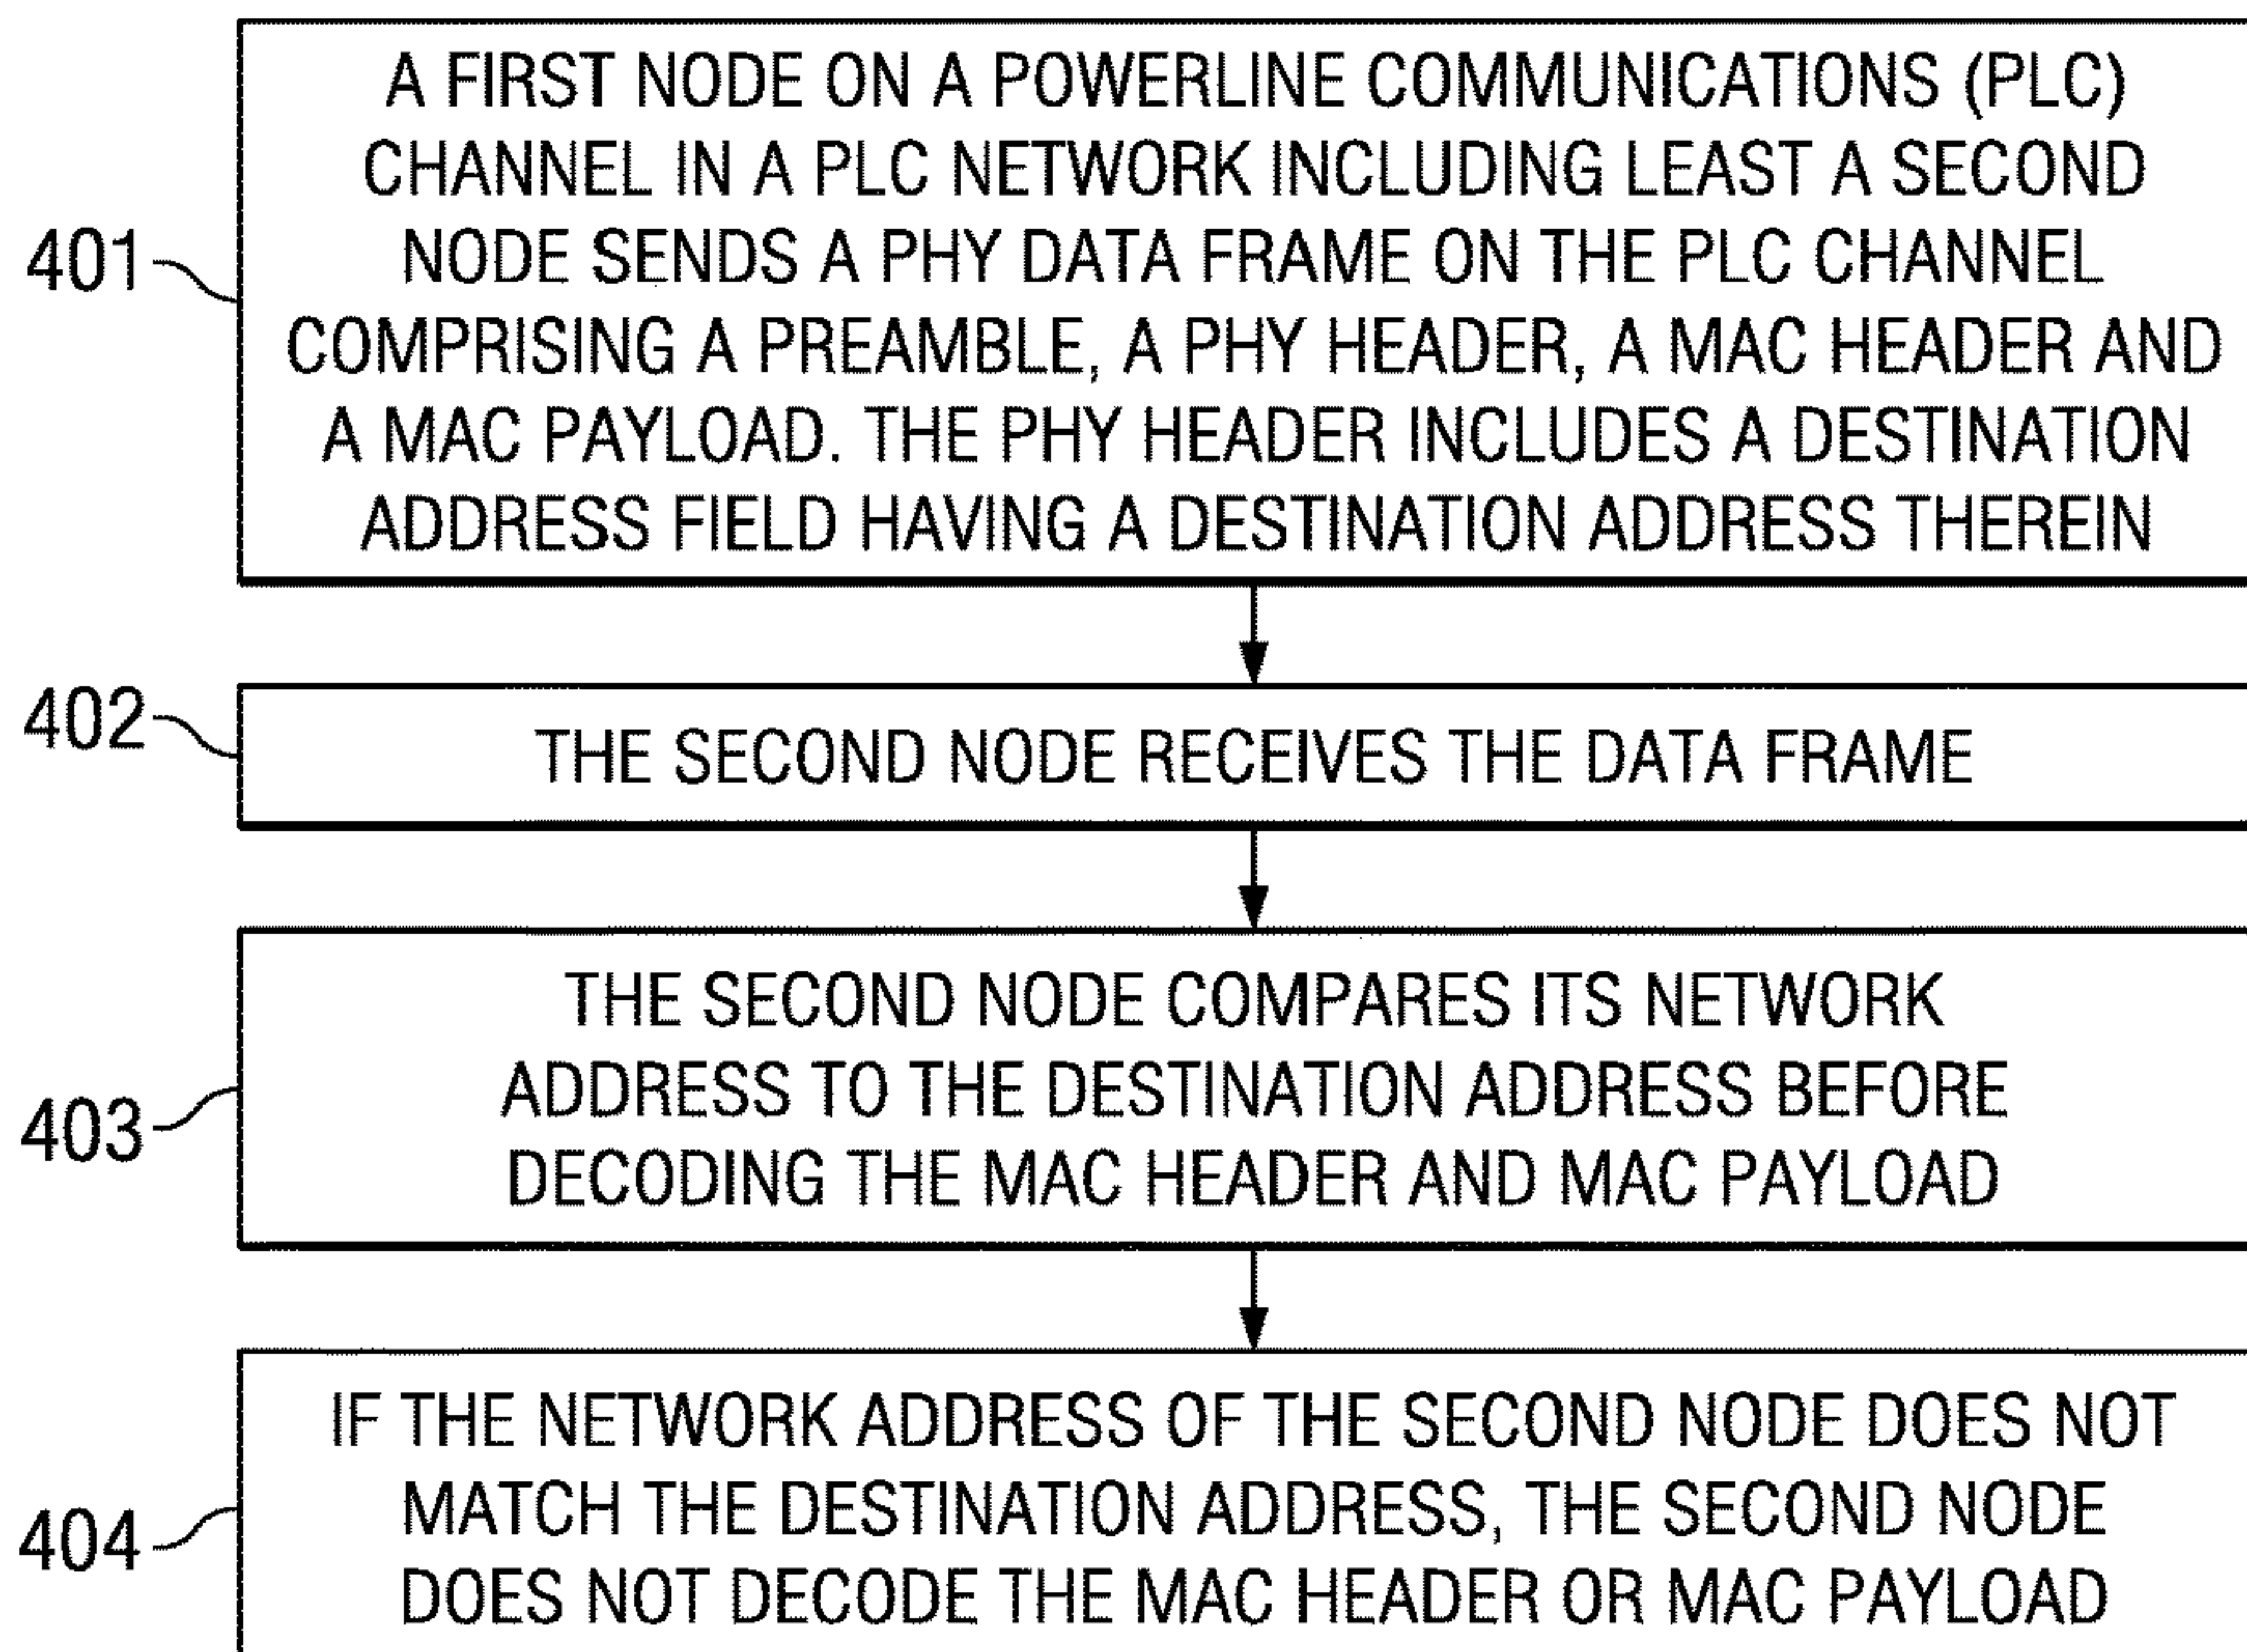 A FIRST NODE ON A POWERLINE COMMUNICATIONS (PLC)
CHANNEL IN A PLC NETWORK INCLUDING LEAST A SECOND
401 NODE SENDS A PHY DATA FRAME ON THE PLC CHANNEL
COMPRISING A PREAMBLE, A PHY HEADER, A MAC HEADER AND
A MAC PAYLOAD. THE PHY HEADER INCLUDES A DESTINATION
ADDRESS FIELD HAVING A DESTINATION ADDRESS THEREIN
402 THE SECOND NODE RECEIVES THE DATA FRAME
THE SECOND NODE COMPARES ITS NETWORK
403 ADDRESS TO THE DESTINATION ADDRESS BEFORE
DECODING THE MAC HEADER AND MAC PAYLOAD
IF THE NETWORK ADDRESS OF THE SECOND NODE DOES NOT
404 MATCH THE DESTINATION ADDRESS, THE SECOND NODE
DOES NOT DECODE THE MAC HEADER OR MAC PAYLOAD